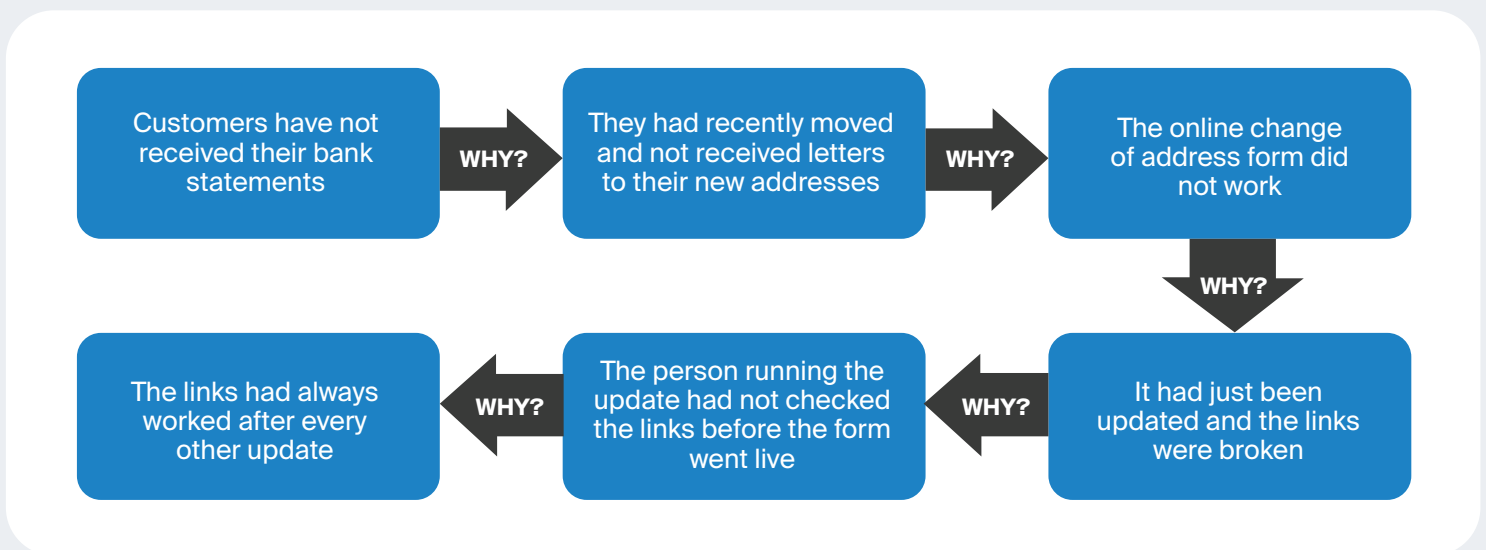 Customers have not
received their bank
statements
WHY?
They had recently moved
and not received letters
to their new addresses
WHY?
The online change
of address form did
not work
WHY?
It had just been
updated and the links
were broken
WHY?
The person running the
update had not checked
the links before the form
went live
WHY?
The links had always
worked after every
other update